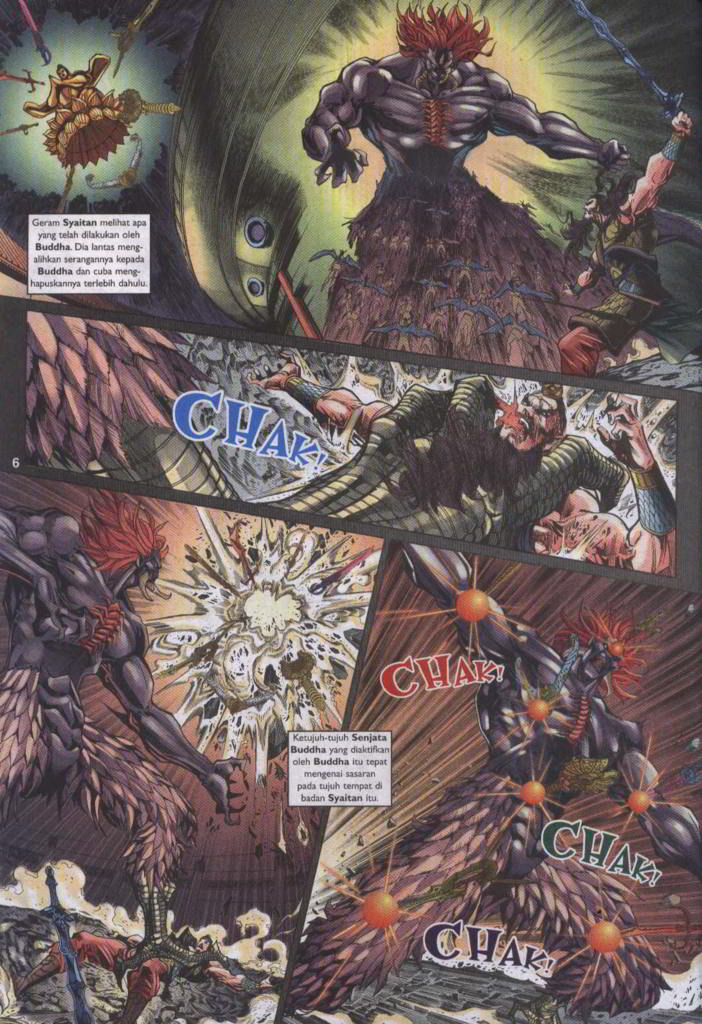 Geram Syaitan melihat apa
yang telah dilakukan oleh
Buddha. Dia lantas meng-
alihkan serangannya kepada
Buddha dan cuba meng-
hapuskannya terlebih dahulu.
CHAK!
6
CHAK!
Ketujuh-tujuh Senjata
Buddha yang diaktifkan
oleh Buddha itu tepat
mengenai sasaran
pada tujuh tempat di
badan Syaitan itu.
CHAK!
CHAK!